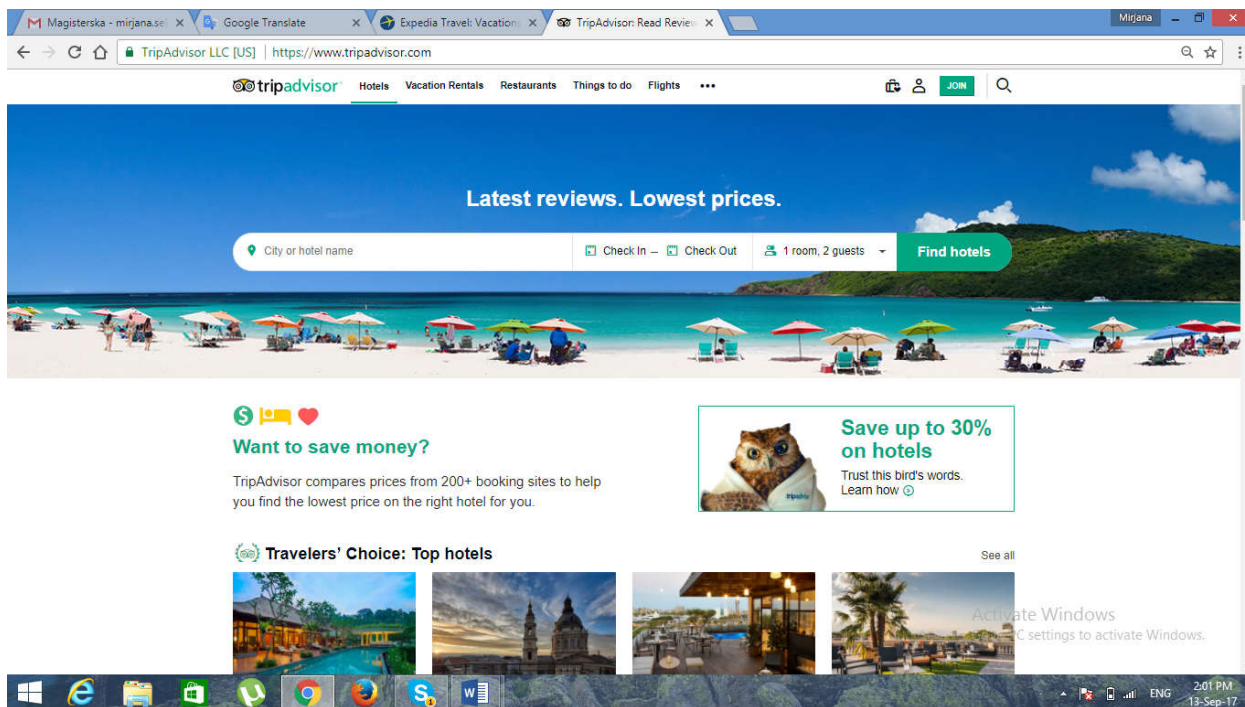 Magisterska - mirjana.se
Google Translate
Expedia Travel: Vacation
TripAdvisor: Read Review
Mirjana
TripAdvisor LLC [US] | https://www.tripadvisor.com
tripadvisor
Hotels Vacation Rentals Restaurants Things to do Flights ••• JOIN
Latest reviews. Lowest prices.
City or hotel name Check In – Check Out 1 room, 2 guests Find hotels
Want to save money?
TripAdvisor compares prices from 200+ booking sites to help
you find the lowest price on the right hotel for you.
Save up to 30%
on hotels
Trust this bird's words.
Learn how
Travelers' Choice: Top hotels See all
Activate Windows
PC settings to activate Windows.
ENG 2:01 PM
13-Sep-17